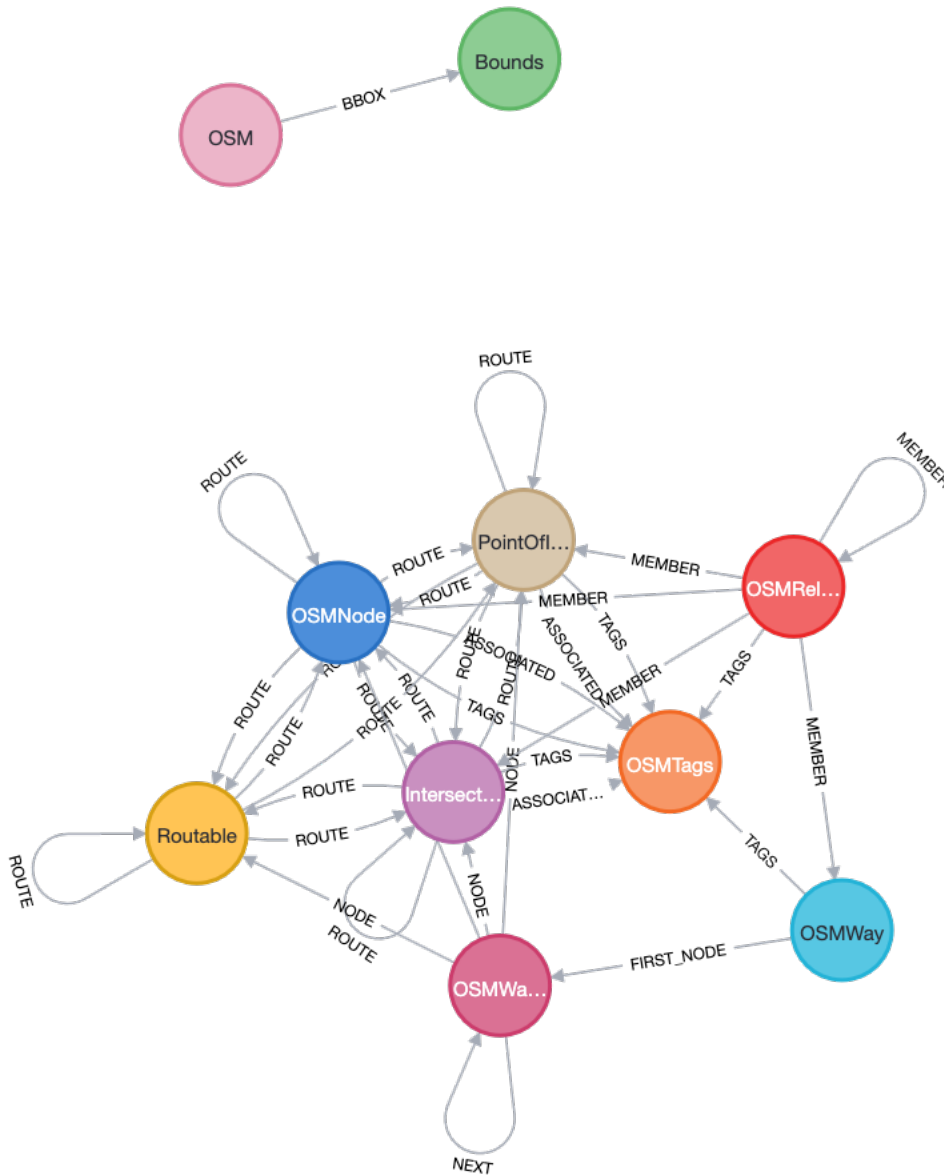 Bounds
BBOX
OSM
ROUTE
MEMBER
ROUTE
PointOfI...
ROUTE
MEMBER
OSMRel...
ROUTE
MEMBER
OSMNode
TAGS
ASSOCIATED
ASSOCIATED
ROUTE
ROUTE
TAGS
MEMBER
ROUTE
ROUTE
ROUTE
ROUTE
ROUTE
TAGS
MEMBER
NODE
TAGS
OSMTags
ROUTE
Intersect...
ASSOCIAT...
Routable
ROUTE
TAGS
ROUTE
NODE
NODE
OSMWay
ROUTE
FIRST_NODE
OSMWa...
NEXT